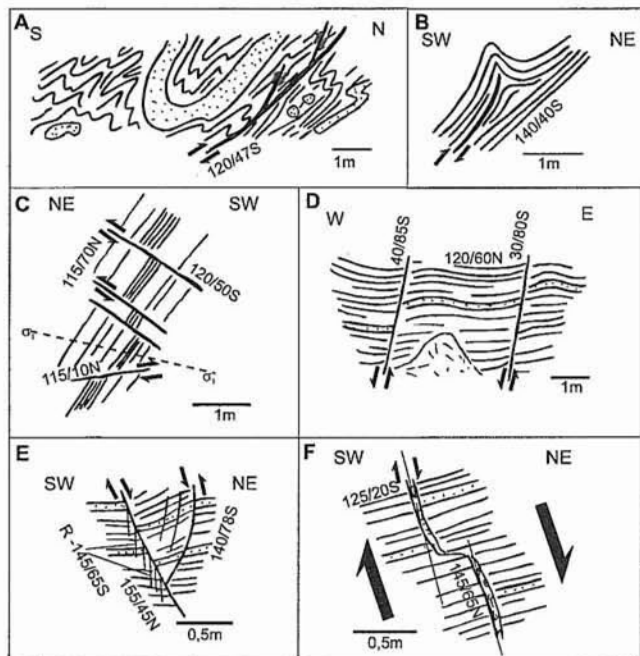 A S N
120/47S
1m
B SW NE
140/40S
1m
C NE SW
115/70N
120/50S
115/10N
1m
D W E
40/85S
120/60N
30/80S
1m
E SW NE
R -145/65S
155/45N
140/78S
0,5m
F SW NE
125/20S
145/65N
0,5m